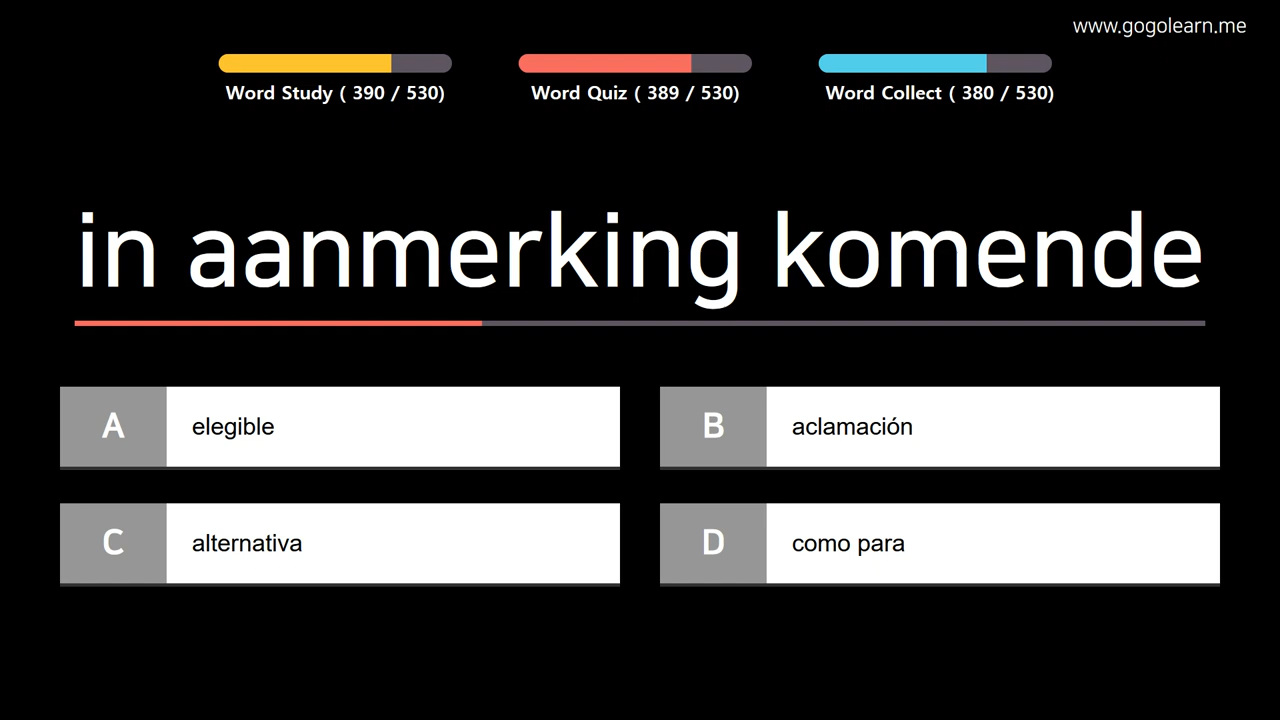 www.gogolearn.me
Word Study ( 390 / 530)
Word Quiz ( 389 / 530)
Word Collect ( 380 / 530)
in aanmerking komende
A elegible
B aclamación
C alternativa
D como para